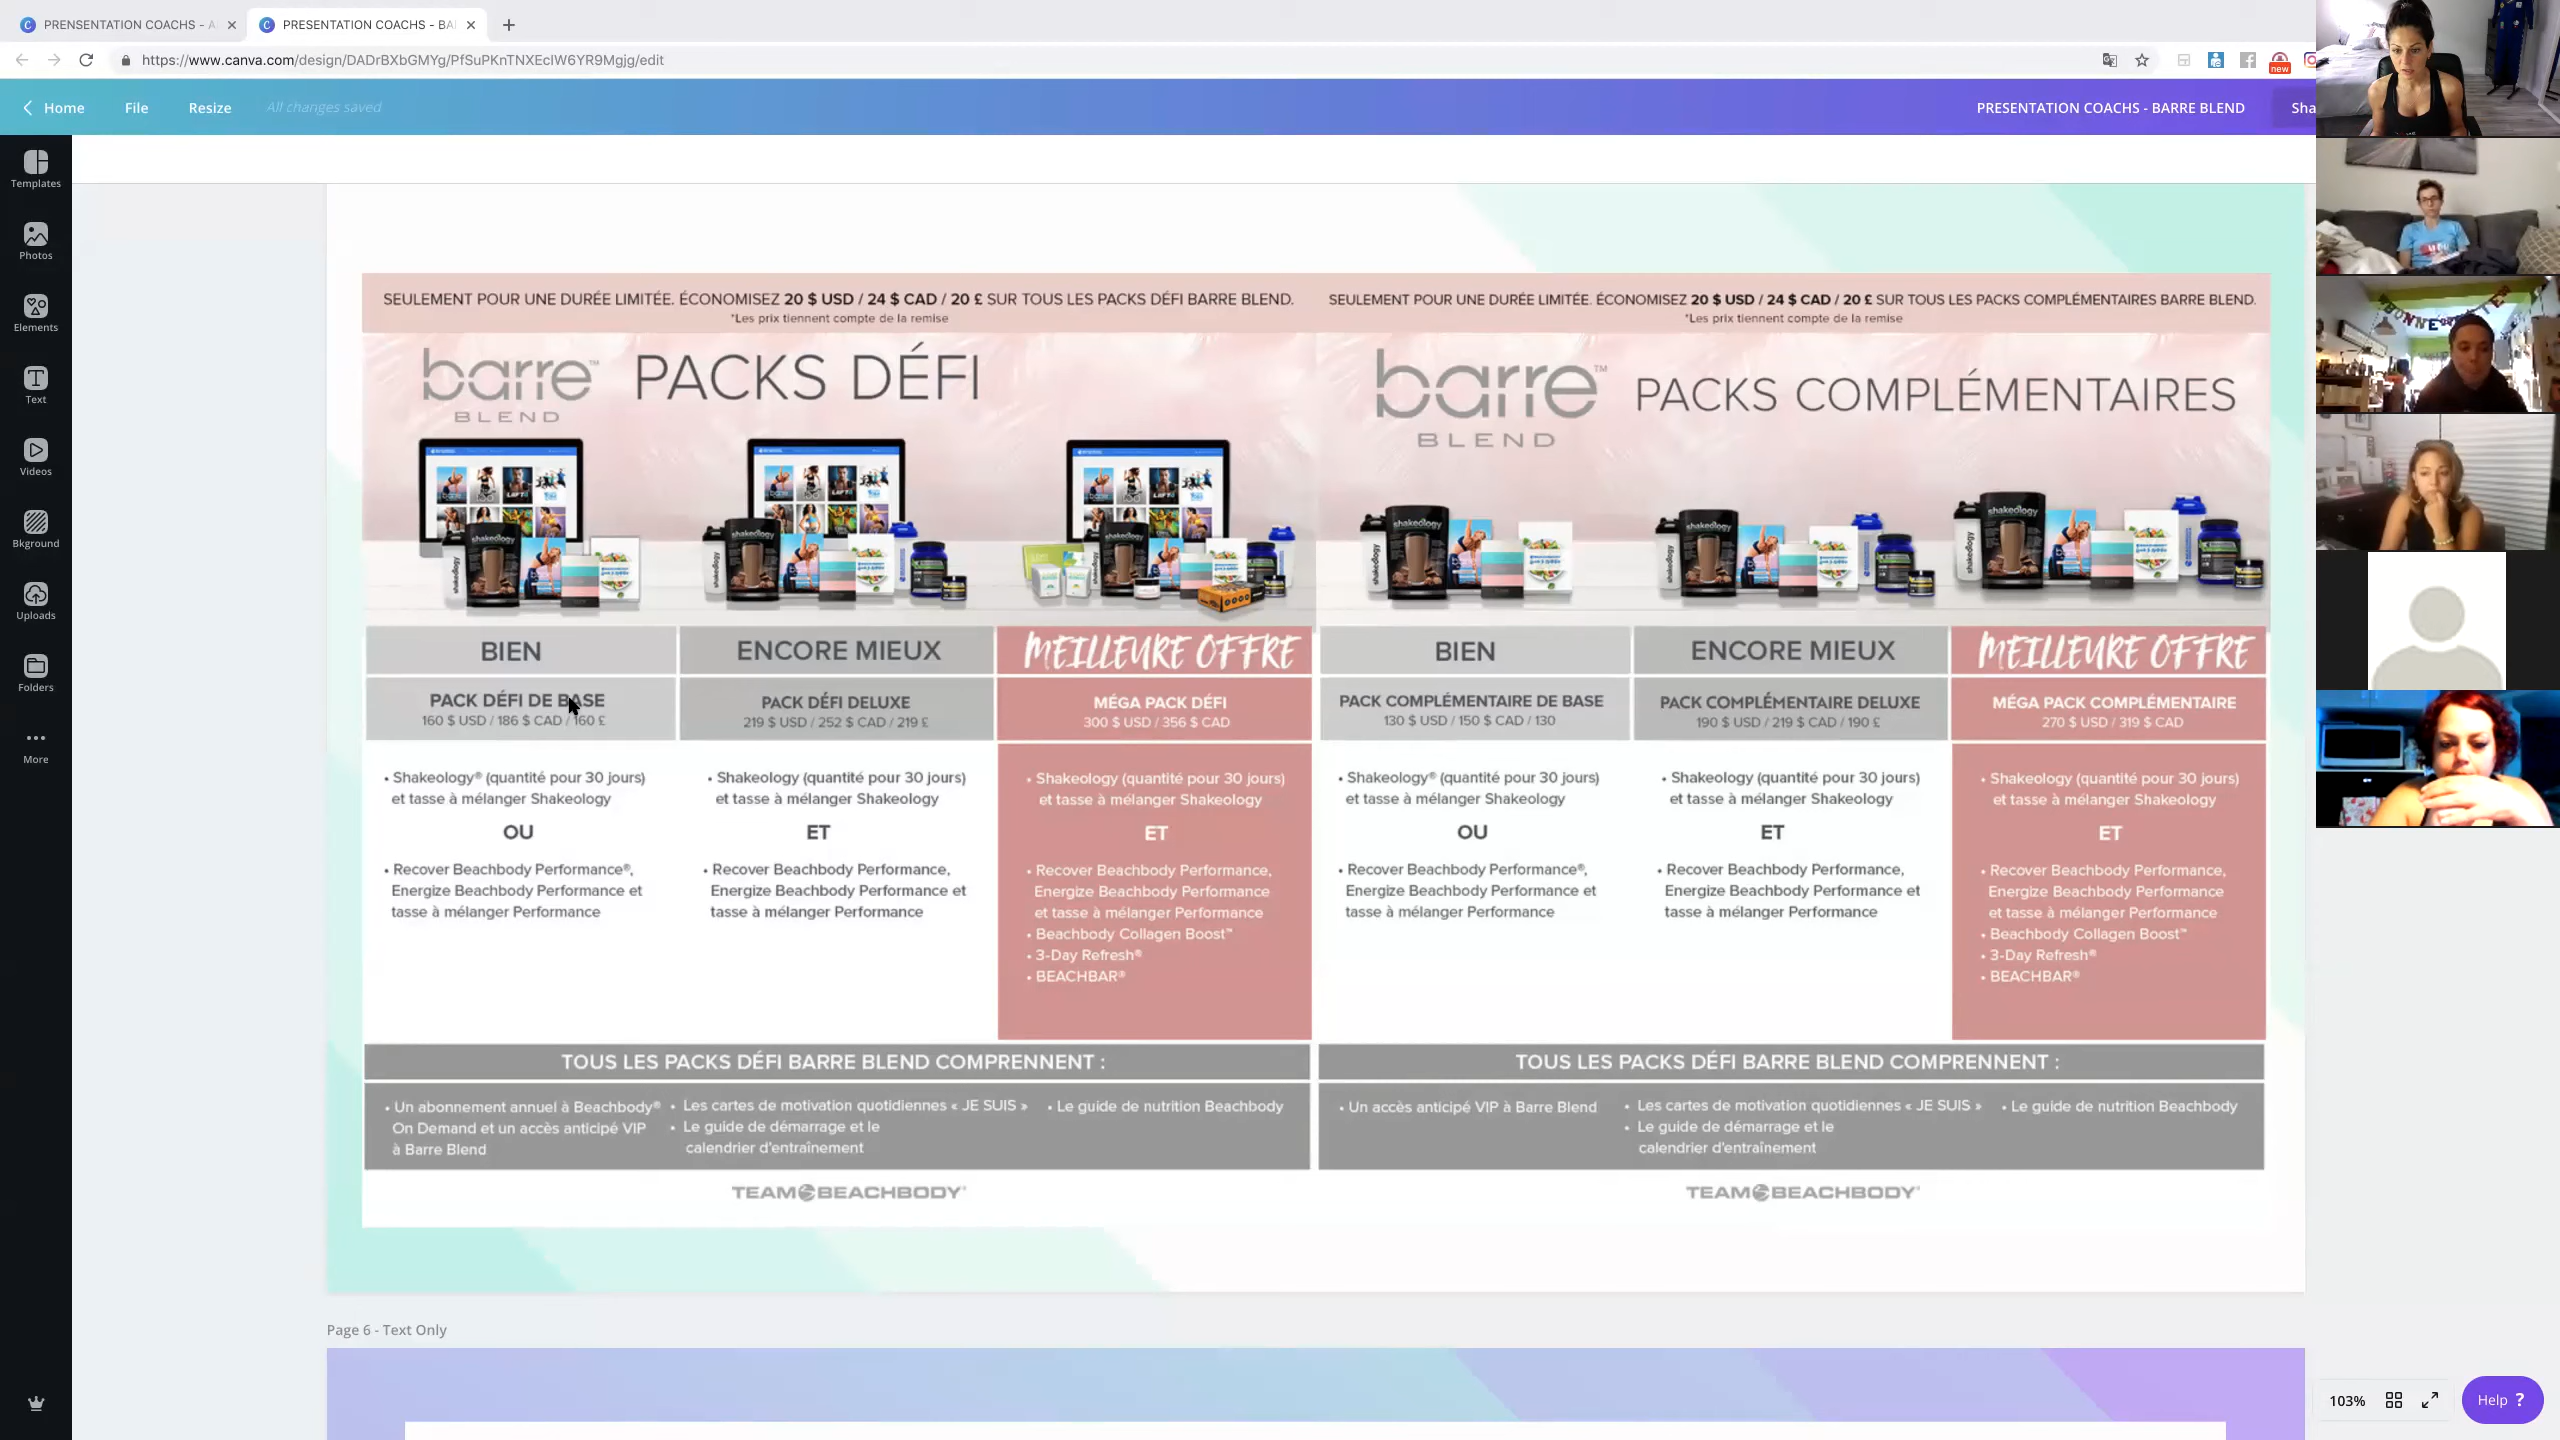 PRENSENTATION COACHS - A
PRESENTATION COACHS - BA
https://www.canva.com/design/DADrBXbGMYg/PfSuPKnTNXEcIW6YR9Mgjg/edit
new
Home File Resize All changes saved PRESENTATION COACHS - BARRE BLEND Sha
Templates
Photos
Elements
Text
Videos
Bkground
Uploads
Folders
More
SEULEMENT POUR UNE DURÉE LIMITÉE. ÉCONOMISEZ 20 $ USD / 24 $ CAD / 20 £ SUR TOUS LES PACKS DÉFI BARRE BLEND.
*Les prix tiennent compte de la remise
barre™ PACKS DÉFI
BLEND
BIEN ENCORE MIEUX MEILLEURE OFFRE
PACK DÉFI DE BASE
160 $ USD / 186 $ CAD / 160 £
PACK DÉFI DELUXE
219 $ USD / 252 $ CAD / 219 £
MÉGA PACK DÉFI
300 $ USD / 356 $ CAD
• Shakeology® (quantité pour 30 jours)
et tasse à mélanger Shakeology
OU
• Recover Beachbody Performance®,
Energize Beachbody Performance et
tasse à mélanger Performance
• Shakeology (quantité pour 30 jours)
et tasse à mélanger Shakeology
ET
• Recover Beachbody Performance,
Energize Beachbody Performance et
tasse à mélanger Performance
• Shakeology (quantité pour 30 jours)
et tasse à mélanger Shakeology
ET
• Recover Beachbody Performance,
Energize Beachbody Performance
et tasse à mélanger Performance
• Beachbody Collagen Boost™
• 3-Day Refresh®
• BEACHBAR®
TOUS LES PACKS DÉFI BARRE BLEND COMPRENNENT :
• Un abonnement annuel à Beachbody®
On Demand et un accès anticipé VIP
à Barre Blend
• Les cartes de motivation quotidiennes « JE SUIS »
• Le guide de démarrage et le
calendrier d'entraînement
• Le guide de nutrition Beachbody
TEAM BEACHBODY®
SEULEMENT POUR UNE DURÉE LIMITÉE. ÉCONOMISEZ 20 $ USD / 24 $ CAD / 20 £ SUR TOUS LES PACKS COMPLÉMENTAIRES BARRE BLEND.
*Les prix tiennent compte de la remise
barre™ PACKS COMPLÉMENTAIRES
BLEND
BIEN ENCORE MIEUX MEILLEURE OFFRE
PACK COMPLÉMENTAIRE DE BASE
130 $ USD / 150 $ CAD / 130
PACK COMPLÉMENTAIRE DELUXE
190 $ USD / 219 $ CAD / 190 £
MÉGA PACK COMPLÉMENTAIRE
270 $ USD / 319 $ CAD
• Shakeology® (quantité pour 30 jours)
et tasse à mélanger Shakeology
OU
• Recover Beachbody Performance®,
Energize Beachbody Performance et
tasse à mélanger Performance
• Shakeology (quantité pour 30 jours)
et tasse à mélanger Shakeology
ET
• Recover Beachbody Performance,
Energize Beachbody Performance et
tasse à mélanger Performance
• Shakeology (quantité pour 30 jours)
et tasse à mélanger Shakeology
ET
• Recover Beachbody Performance,
Energize Beachbody Performance
et tasse à mélanger Performance
• Beachbody Collagen Boost™
• 3-Day Refresh®
• BEACHBAR®
TOUS LES PACKS DÉFI BARRE BLEND COMPRENNENT :
• Un accès anticipé VIP à Barre Blend
• Les cartes de motivation quotidiennes « JE SUIS »
• Le guide de démarrage et le
calendrier d'entraînement
• Le guide de nutrition Beachbody
TEAM BEACHBODY®
Page 6 - Text Only
103% Help ?